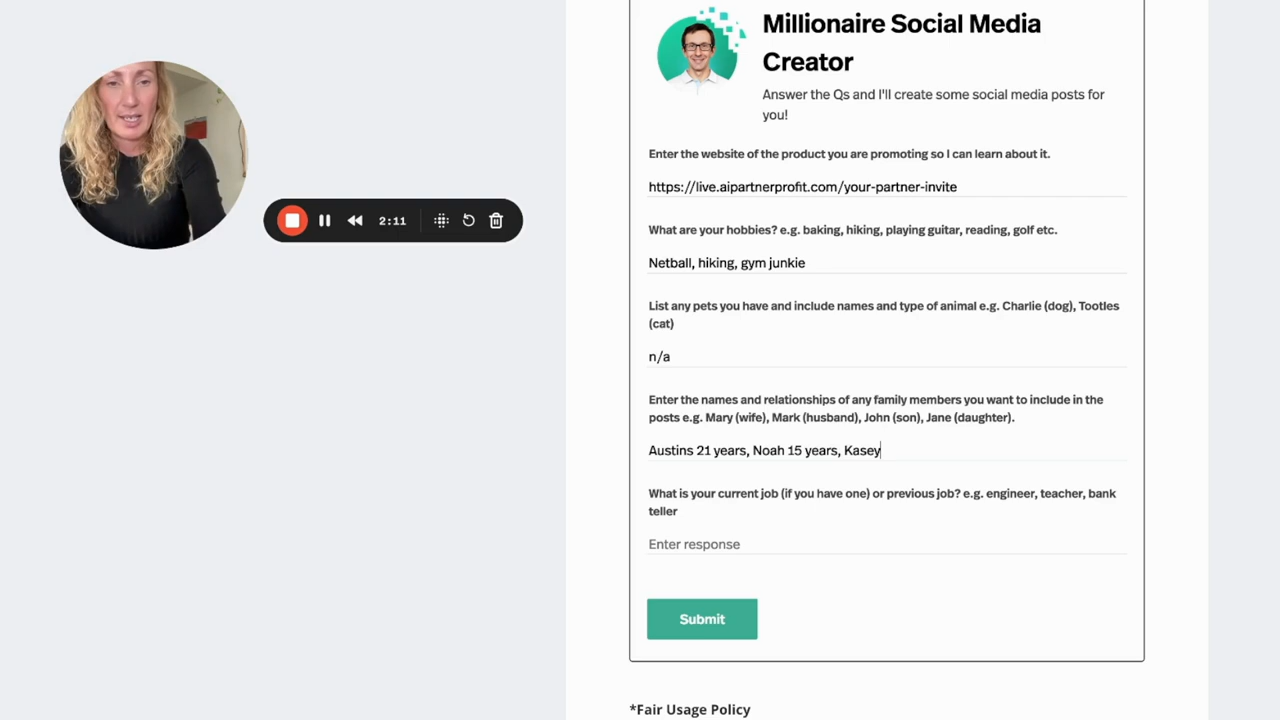 Millionaire Social Media
Creator
Answer the Qs and I'll create some social media posts for
you!
Enter the website of the product you are promoting so I can learn about it.
https://live.aipartnerprofit.com/your-partner-invite
What are your hobbies? e.g. baking, hiking, playing guitar, reading, golf etc.
2:11
Netball, hiking, gym junkie
List any pets you have and include names and type of animal e.g. Charlie (dog), Tootles
(cat)
n/a
Enter the names and relationships of any family members you want to include in the
posts e.g. Mary (wife), Mark (husband), John (son), Jane (daughter).
Austins 21 years, Noah 15 years, Kasey
What is your current job (if you have one) or previous job? e.g. engineer, teacher, bank
teller
Enter response
Submit
*Fair Usage Policy